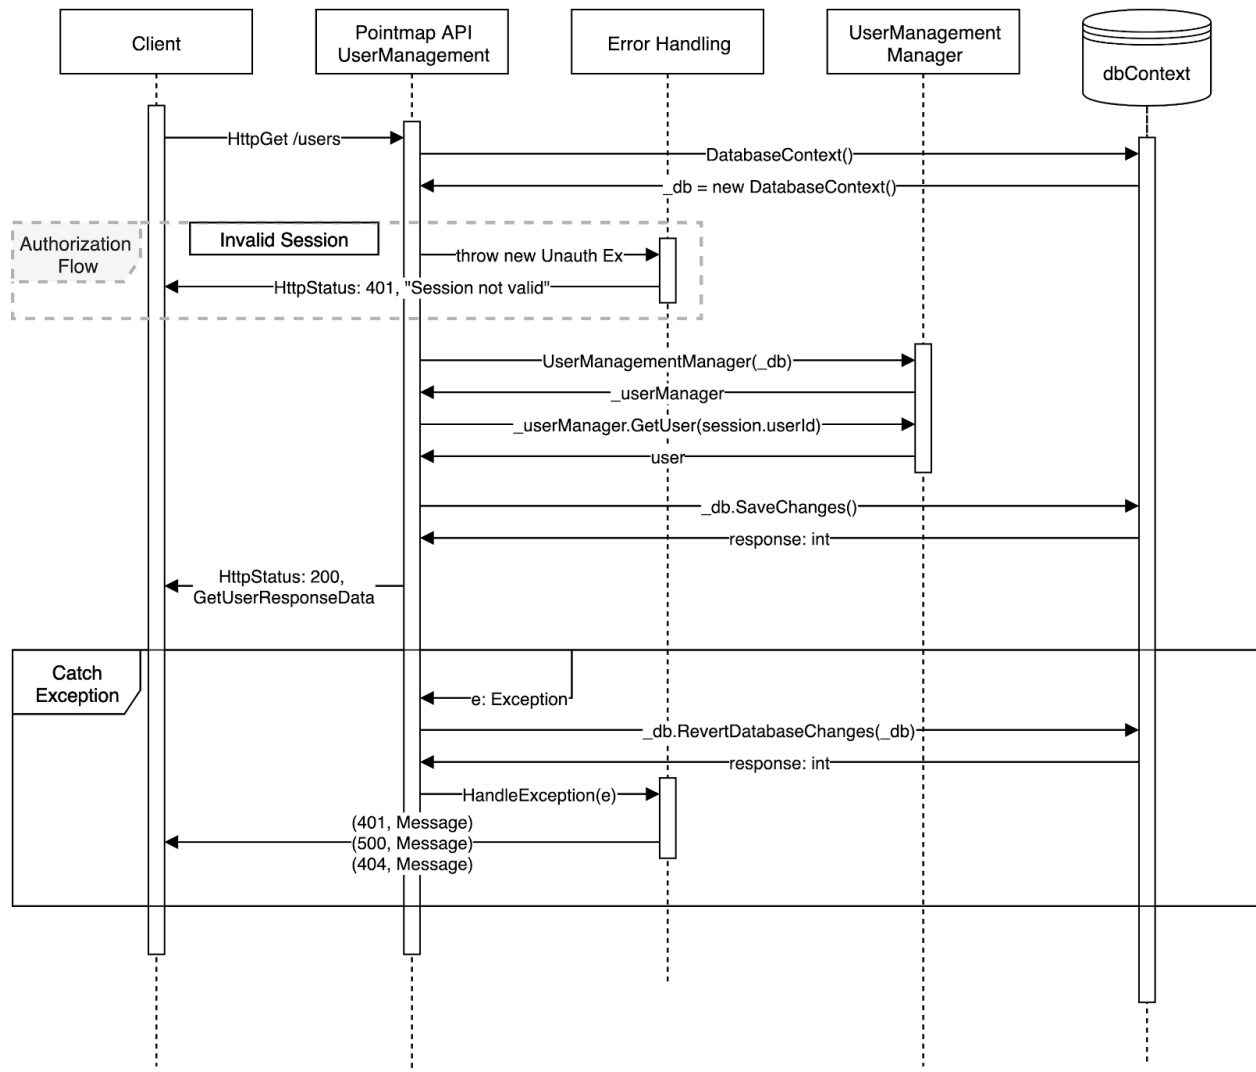 Client
Pointmap API
UserManagement
Error Handling
UserManagement
Manager
dbContext
HttpGet /users
DatabaseContext()
_db = new DatabaseContext()
Authorization
Flow
Invalid Session
throw new Unauth Ex
HttpStatus: 401, "Session not valid"
UserManagementManager(_db)
_userManager
_userManager.GetUser(session.userId)
user
_db.SaveChanges()
response: int
HttpStatus: 200,
GetUserResponseData
Catch
Exception
e: Exception
_db.RevertDatabaseChanges(_db)
response: int
HandleException(e)
(401, Message)
(500, Message)
(404, Message)